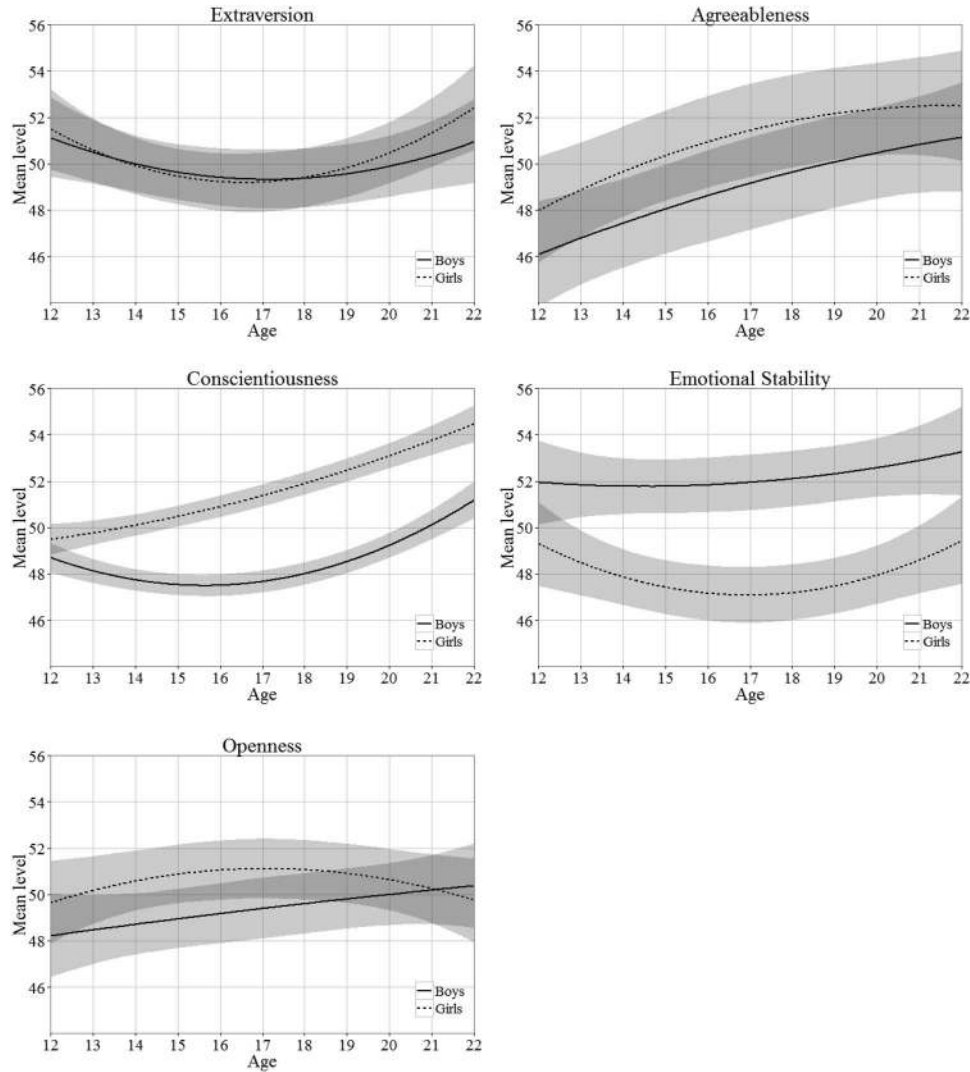 Extraversion
56
54
52
50
48
46
Mean level
Boys
Girls
12 13 14 15 16 17 18 19 20 21 22
Age
Agreeableness
56
54
52
50
48
46
Mean level
Boys
Girls
12 13 14 15 16 17 18 19 20 21 22
Age
Conscientiousness
56
54
52
50
48
46
Mean level
Boys
Girls
12 13 14 15 16 17 18 19 20 21 22
Age
Emotional Stability
56
54
52
50
48
46
Mean level
Boys
Girls
12 13 14 15 16 17 18 19 20 21 22
Age
Openness
56
54
52
50
48
46
Mean level
Boys
Girls
12 13 14 15 16 17 18 19 20 21 22
Age